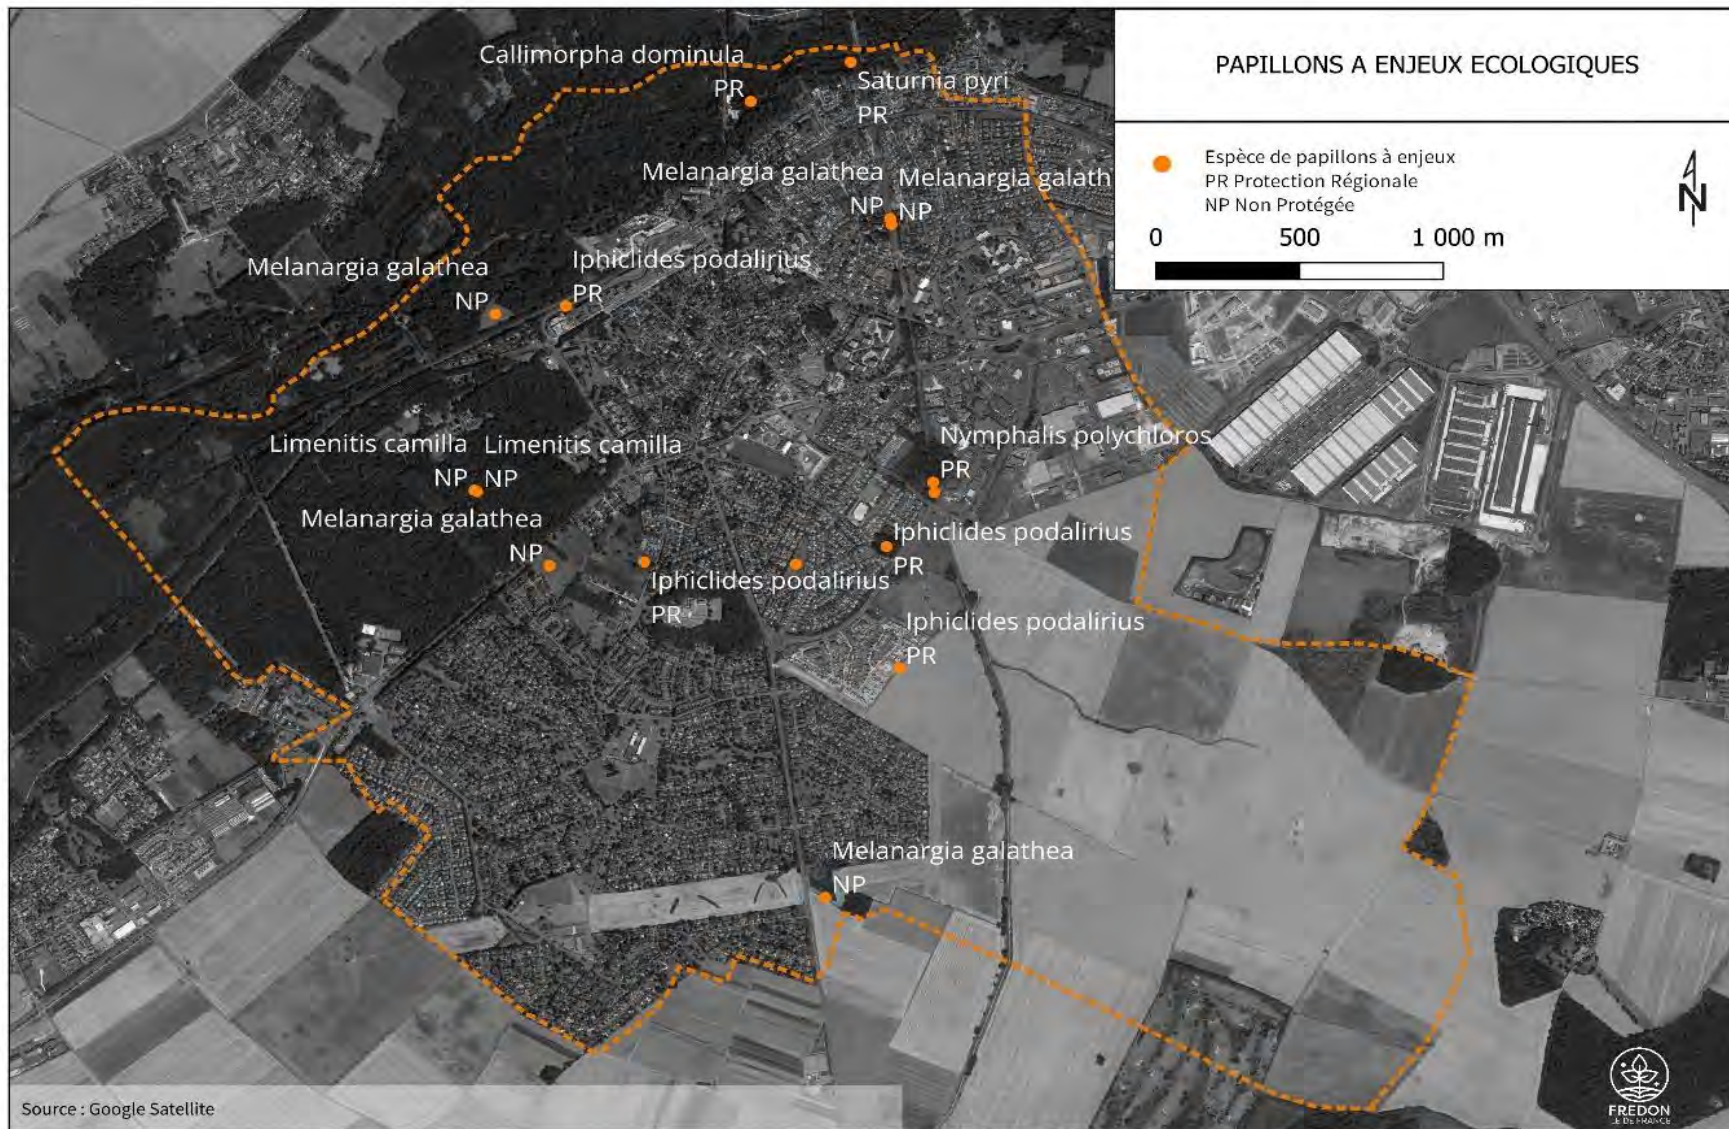 PAPILLONS A ENJEUX ECOLOGIQUES
Espèce de papillons à enjeux
PR Protection Régionale
NP Non Protégée
N
0 500 1 000 m
Callimorpha dominula
PR
Saturnia pyri
PR
Melanargia galathea
NP
Melanargia galath
NP
Melanargia galathea
NP
Iphiclides podalirius
PR
Limenitis camilla
NP
Limenitis camilla
NP
Nymphalis polychloros
PR
Melanargia galathea
NP
Iphiclides podalirius
PR
Iphiclides podalirius
PR
Iphiclides podalirius
PR
Melanargia galathea
NP
Source : Google Satellite
FREDON
ILE DE FRANCE